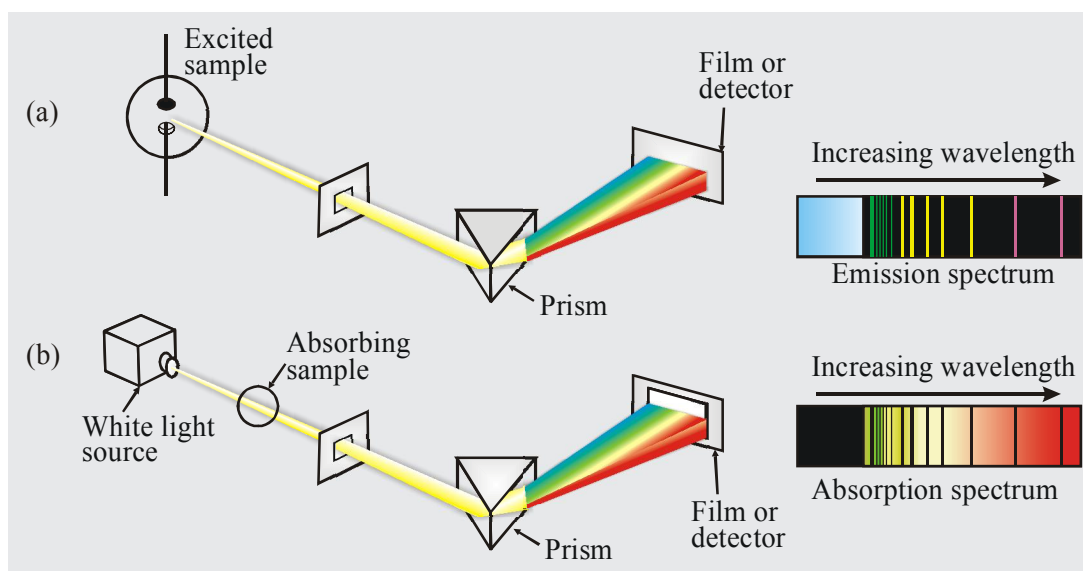 (a)
Excited
sample
Film or
detector
Prism
Increasing wavelength
Emission spectrum
(b)
White light
source
Absorbing
sample
Prism
Film or
detector
Increasing wavelength
Absorption spectrum